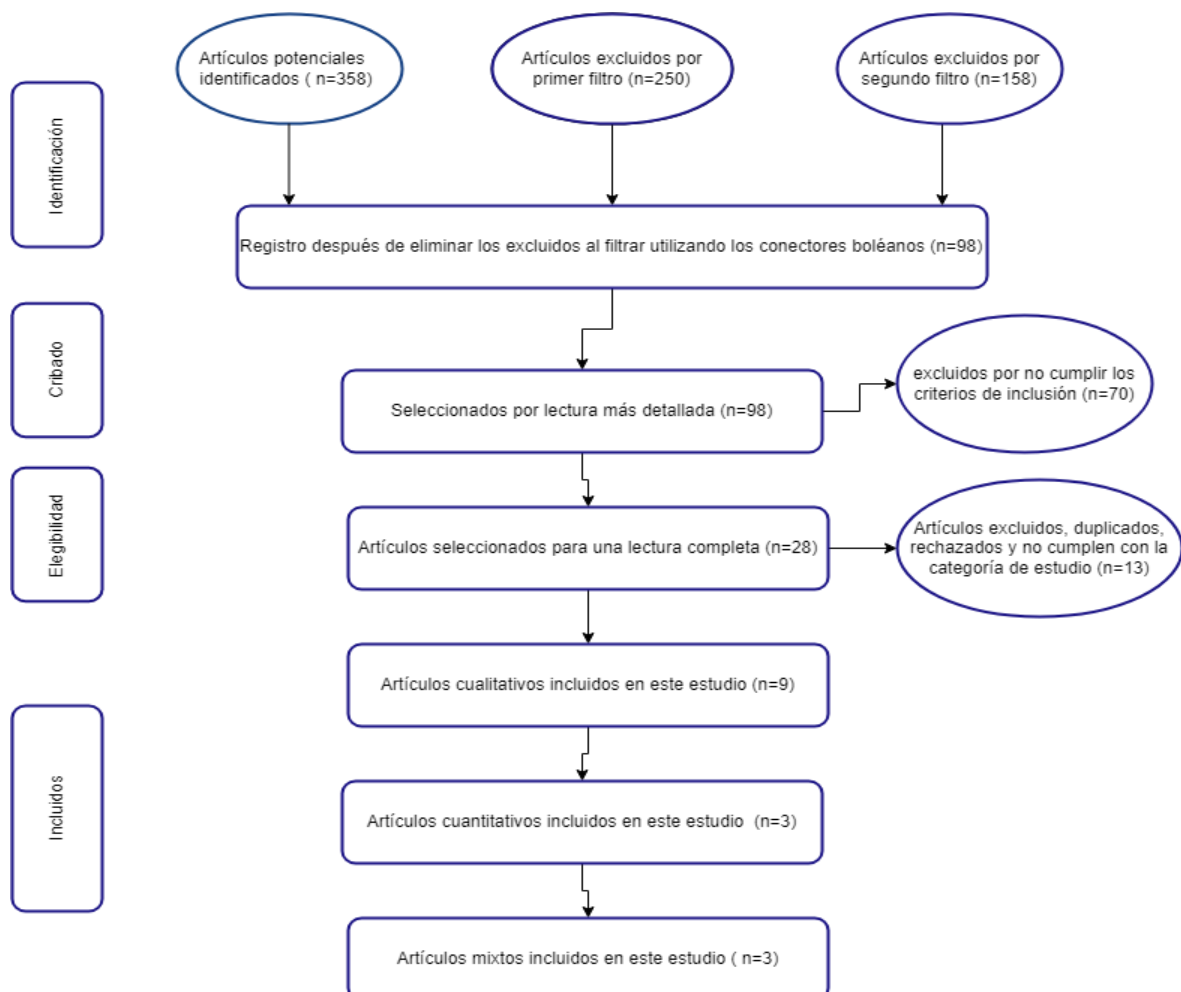 Artículos potenciales
identificados ( n=358)
Artículos excluidos por
primer filtro (n=250)
Artículos excluidos por
segundo filtro (n=158)
Identificación
Registro después de eliminar los excluidos al filtrar utilizando los conectores boléanos (n=98)
Cribado
Seleccionados por lectura más detallada (n=98)
excluidos por no cumplir los
criterios de inclusión (n=70)
Elegibilidad
Artículos seleccionados para una lectura completa (n=28)
Artículos excluidos, duplicados,
rechazados y no cumplen con la
categoría de estudio (n=13)
Artículos cualitativos incluidos en este estudio (n=9)
Incluidos
Artículos cuantitativos incluidos en este estudio (n=3)
Artículos mixtos incluidos en este estudio ( n=3)